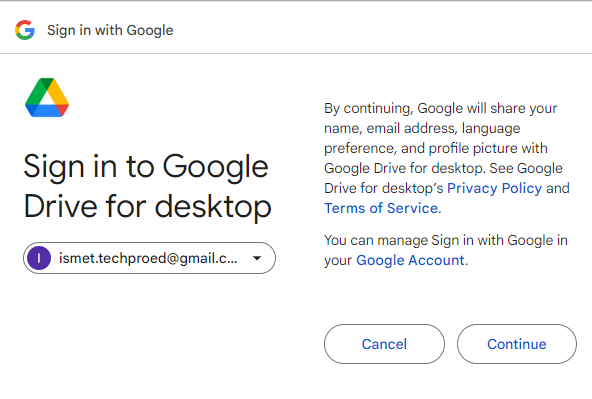 Sign in with Google
Sign in to Google
Drive for desktop
I
ismet.techproed@gmail.c...
By continuing, Google will share your
name, email address, language
preference, and profile picture with
Google Drive for desktop. See Google
Drive for desktop's Privacy Policy and
Terms of Service.
You can manage Sign in with Google in
your Google Account.
Cancel
Continue